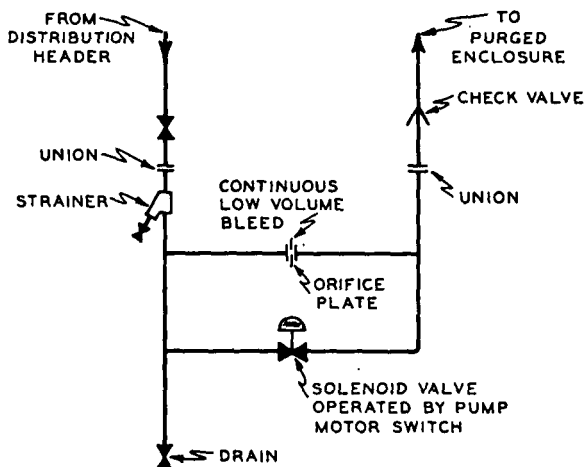 FROM
DISTRIBUTION
HEADER
TO
PURGED
ENCLOSURE
CHECK VALVE
UNION
STRAINER
CONTINUOUS
LOW VOLUME
BLEED
UNION
ORIFICE
PLATE
SOLENOID VALVE
OPERATED BY PUMP
MOTOR SWITCH
DRAIN